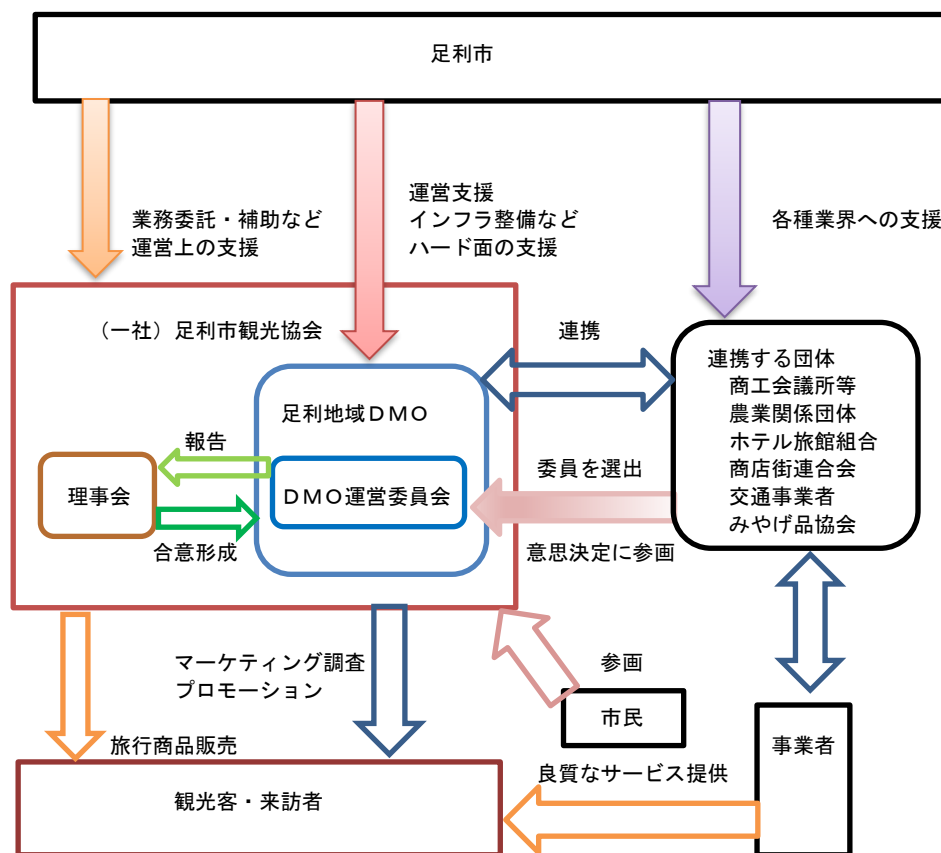 足利市
業務委託・補助など
運営上の支援
運営支援
インフラ整備など
ハード面の支援
各種業界への支援
(一社)足利市観光協会
連携
連携する団体
商工会議所等
農業関係団体
ホテル旅館組合
商店街連合会
交通事業者
みやげ品協会
足利地域DMO
報告
理事会
DMO運営委員会
合意形成
委員を選出
意思決定に参画
マーケティング調査
プロモーション
参画
市民
旅行商品販売
事業者
良質なサービス提供
観光客・来訪者